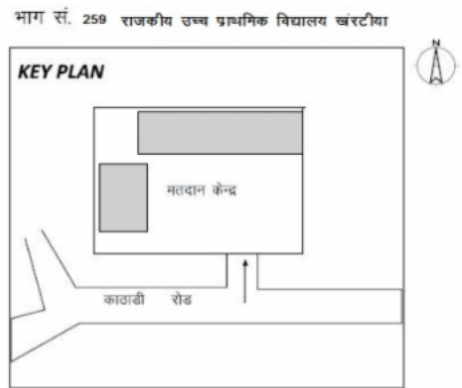 भाग सं. 259 राजकीय उच्च प्राथमिक विद्यालय खंरटीया
N
KEY PLAN
मतदान केन्द्र
काठाडी रोड